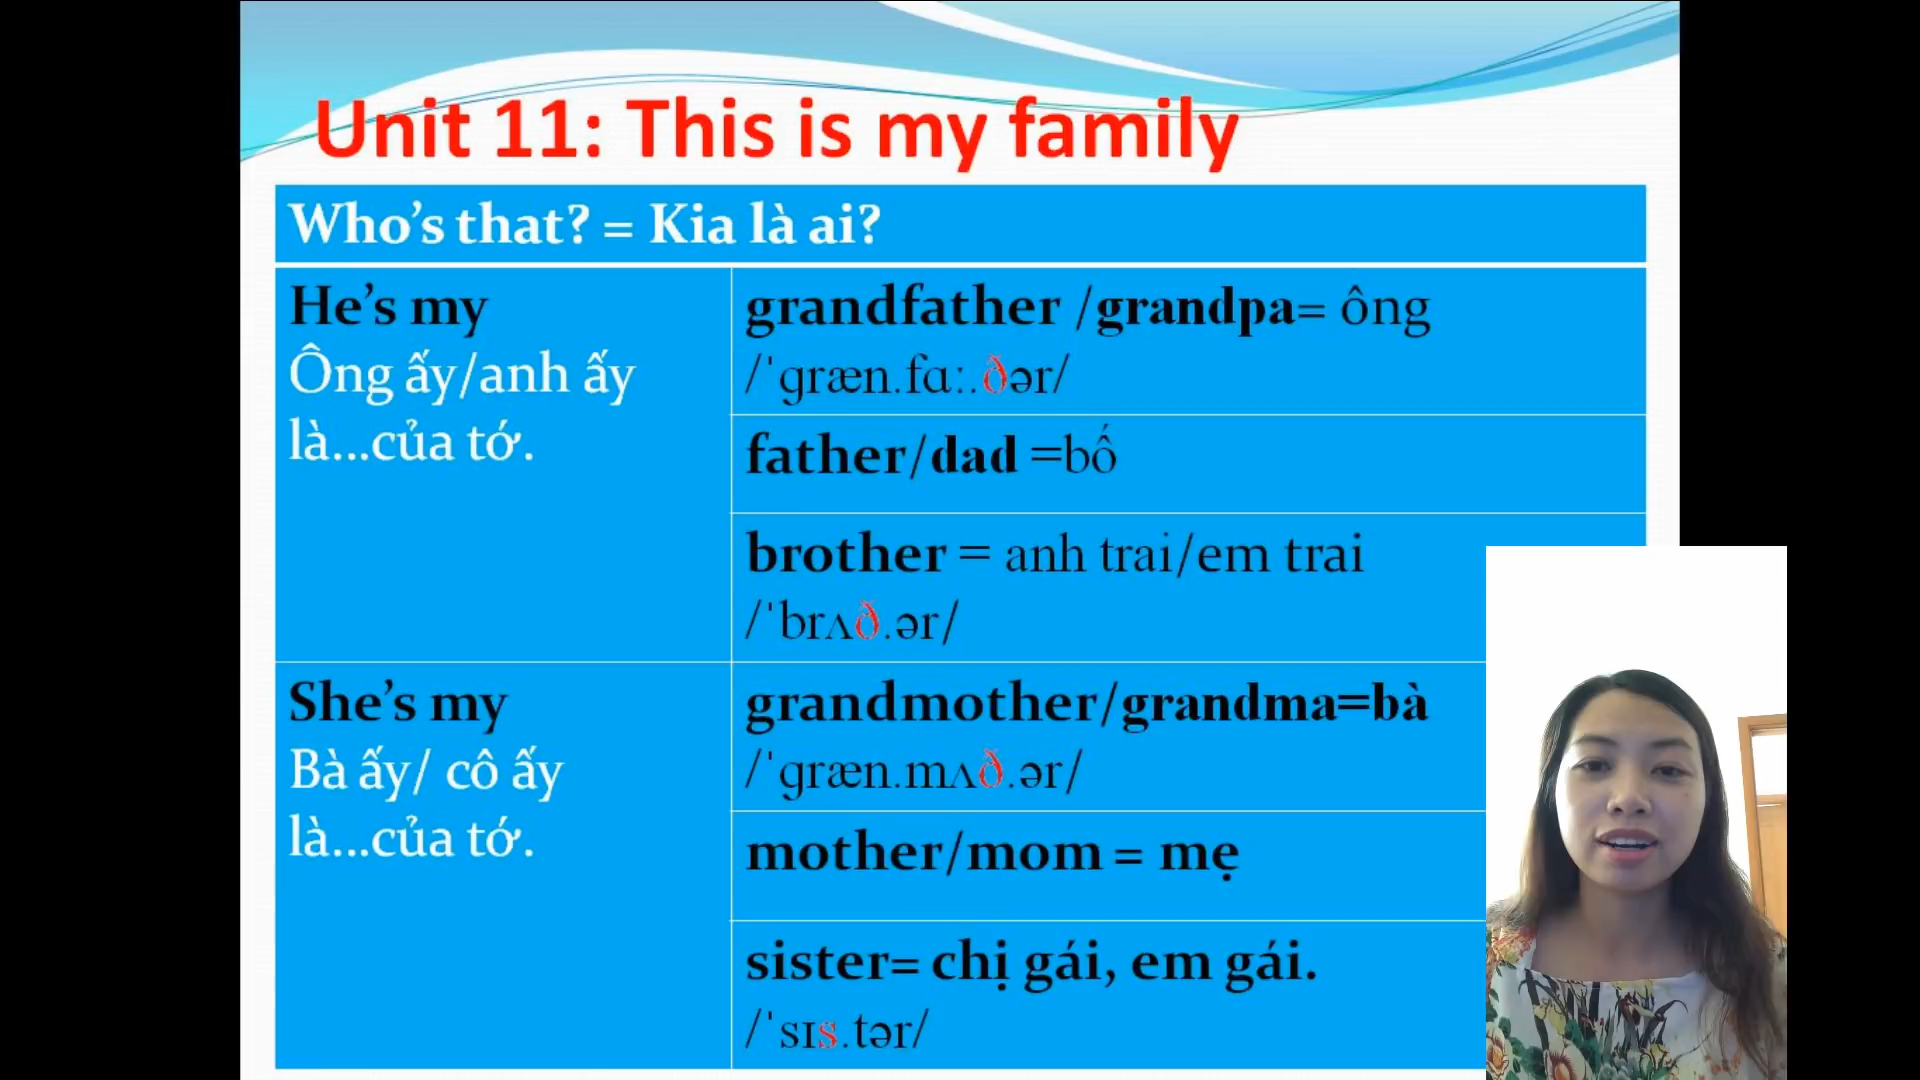 Unit 11: This is my family
Who's that? = Kia là ai?
He's my
Ông ấy/anh ấy
là...của tớ.
grandfather /grandpa= ông
/ˈɡræn.fɑː.ðər/
father/dad =bố
brother = anh trai/em trai
/ˈbrʌð.ər/
She's my
Bà ấy/ cô ấy
là...của tớ.
grandmother/grandma=bà
/ˈɡræn.mʌð.ər/
mother/mom = mẹ
sister= chị gái, em gái.
/ˈsɪs.tər/